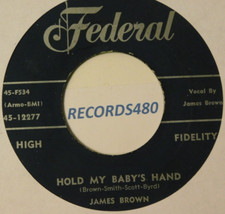 Federal
45-F534
(Armo-BMI)
45-12277
Vocal By
James Brown
RECORDS480
HIGH
FIDELITY
HOLD MY BABY'S HAND
(Brown-Smith-Scott-Byrd)
JAMES BROWN